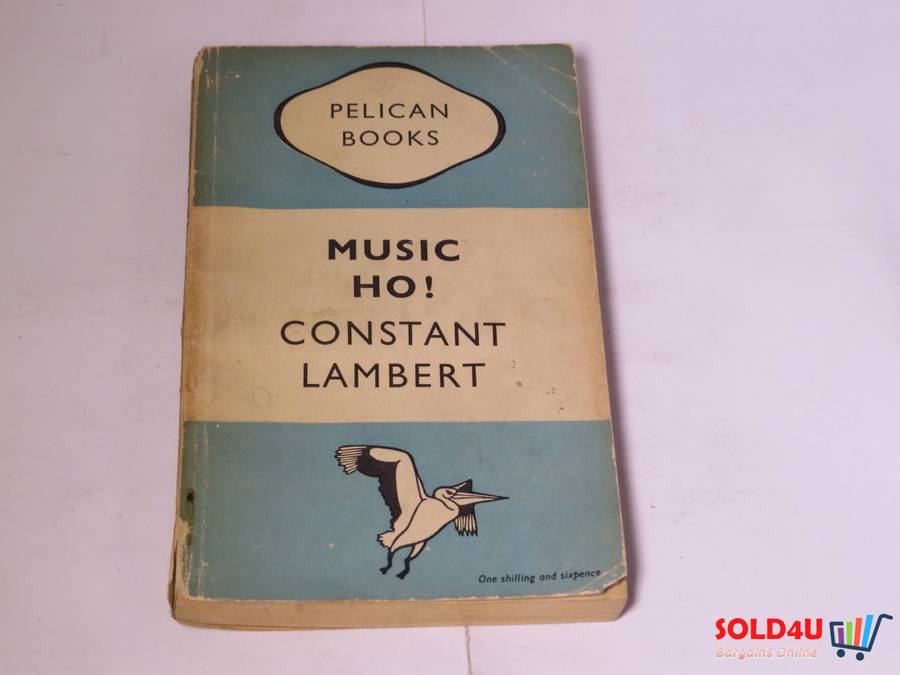 PELICAN
BOOKS
MUSIC
HO!
CONSTANT
LAMBERT
One shilling and sixpence
SOLD4U
Bargains Online